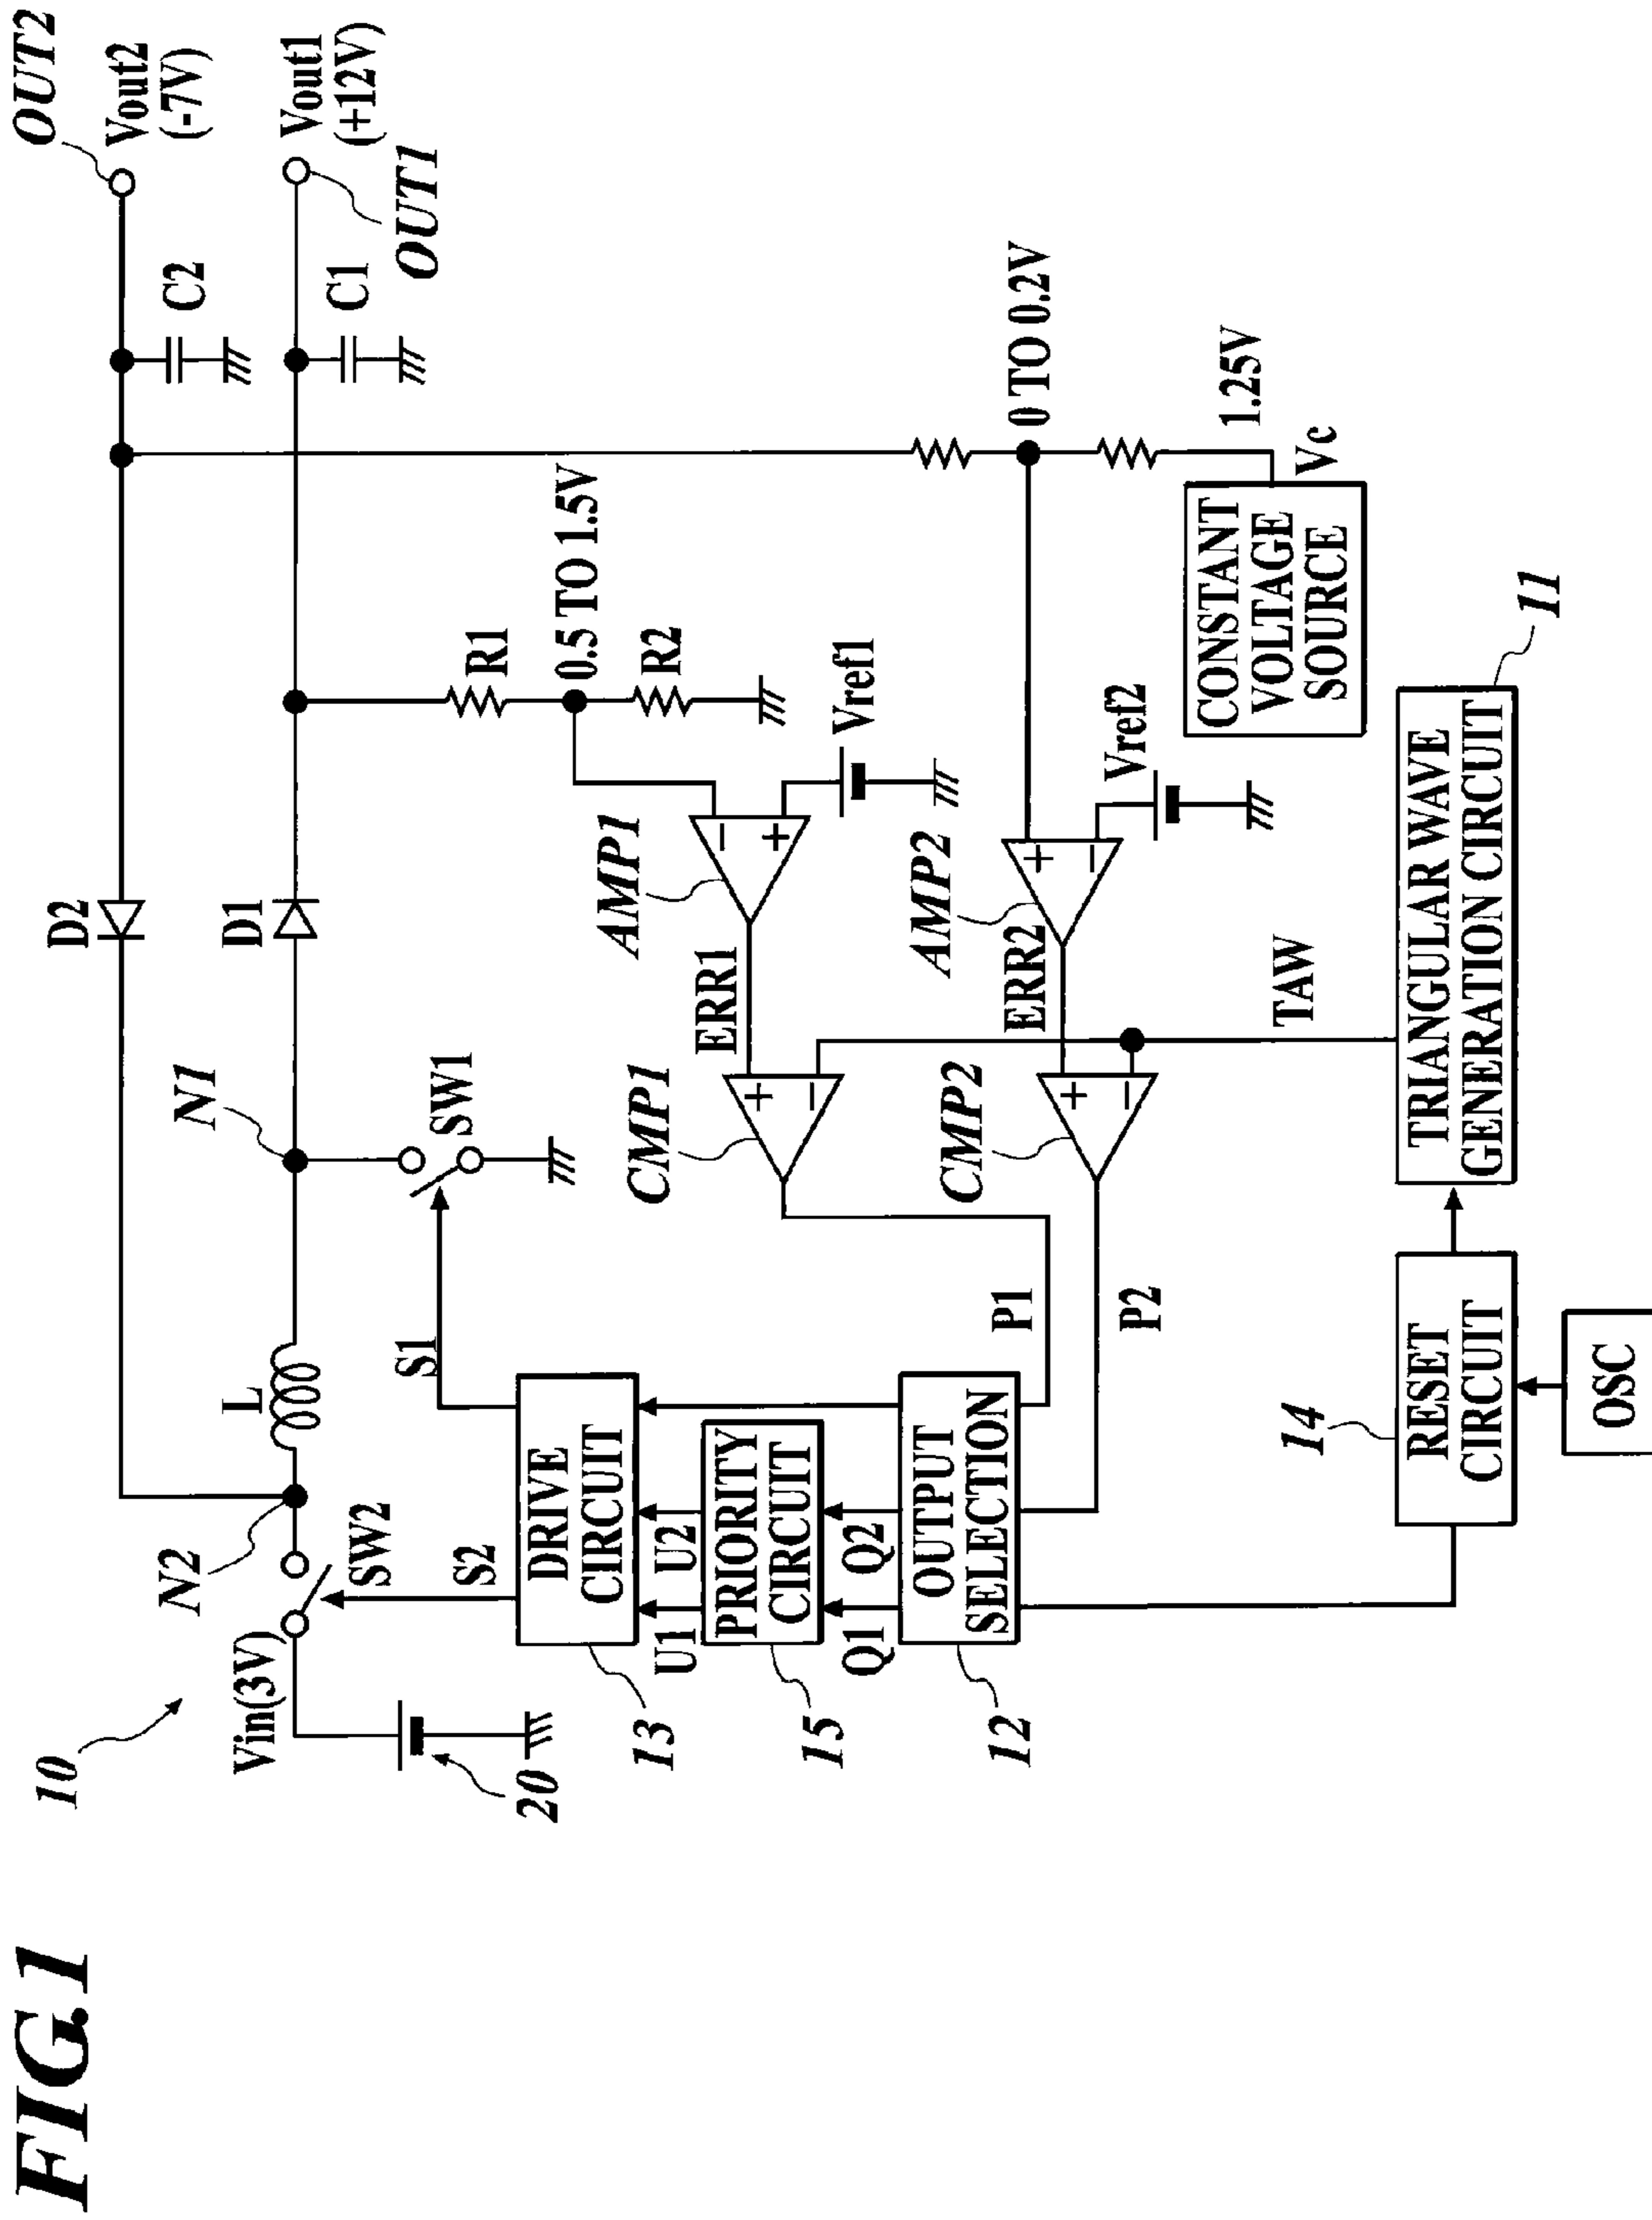 FIG.1
10
OUT2
Vout2
(-7V)
D2
C2
N2
N1
Vin(3V)
L
D1
Vout1
(+12V)
OUT1
C1
SW2
SW1
S2
S1
20
R1
0.5 TO 1.5V
R2
DRIVE
CIRCUIT
13
U1
U2
AMP1
-
+
Vref1
ERR1
CMP1
+
-
PRIORITY
CIRCUIT
15
Q1
Q2
OUTPUT
SELECTION
12
P1
P2
0 TO 0.2V
AMP2
+
-
Vref2
ERR2
CMP2
+
-
1.25V
Vc
CONSTANT
VOLTAGE
SOURCE
TAW
14
RESET
CIRCUIT
TRIANGULAR WAVE
GENERATION CIRCUIT
11
OSC